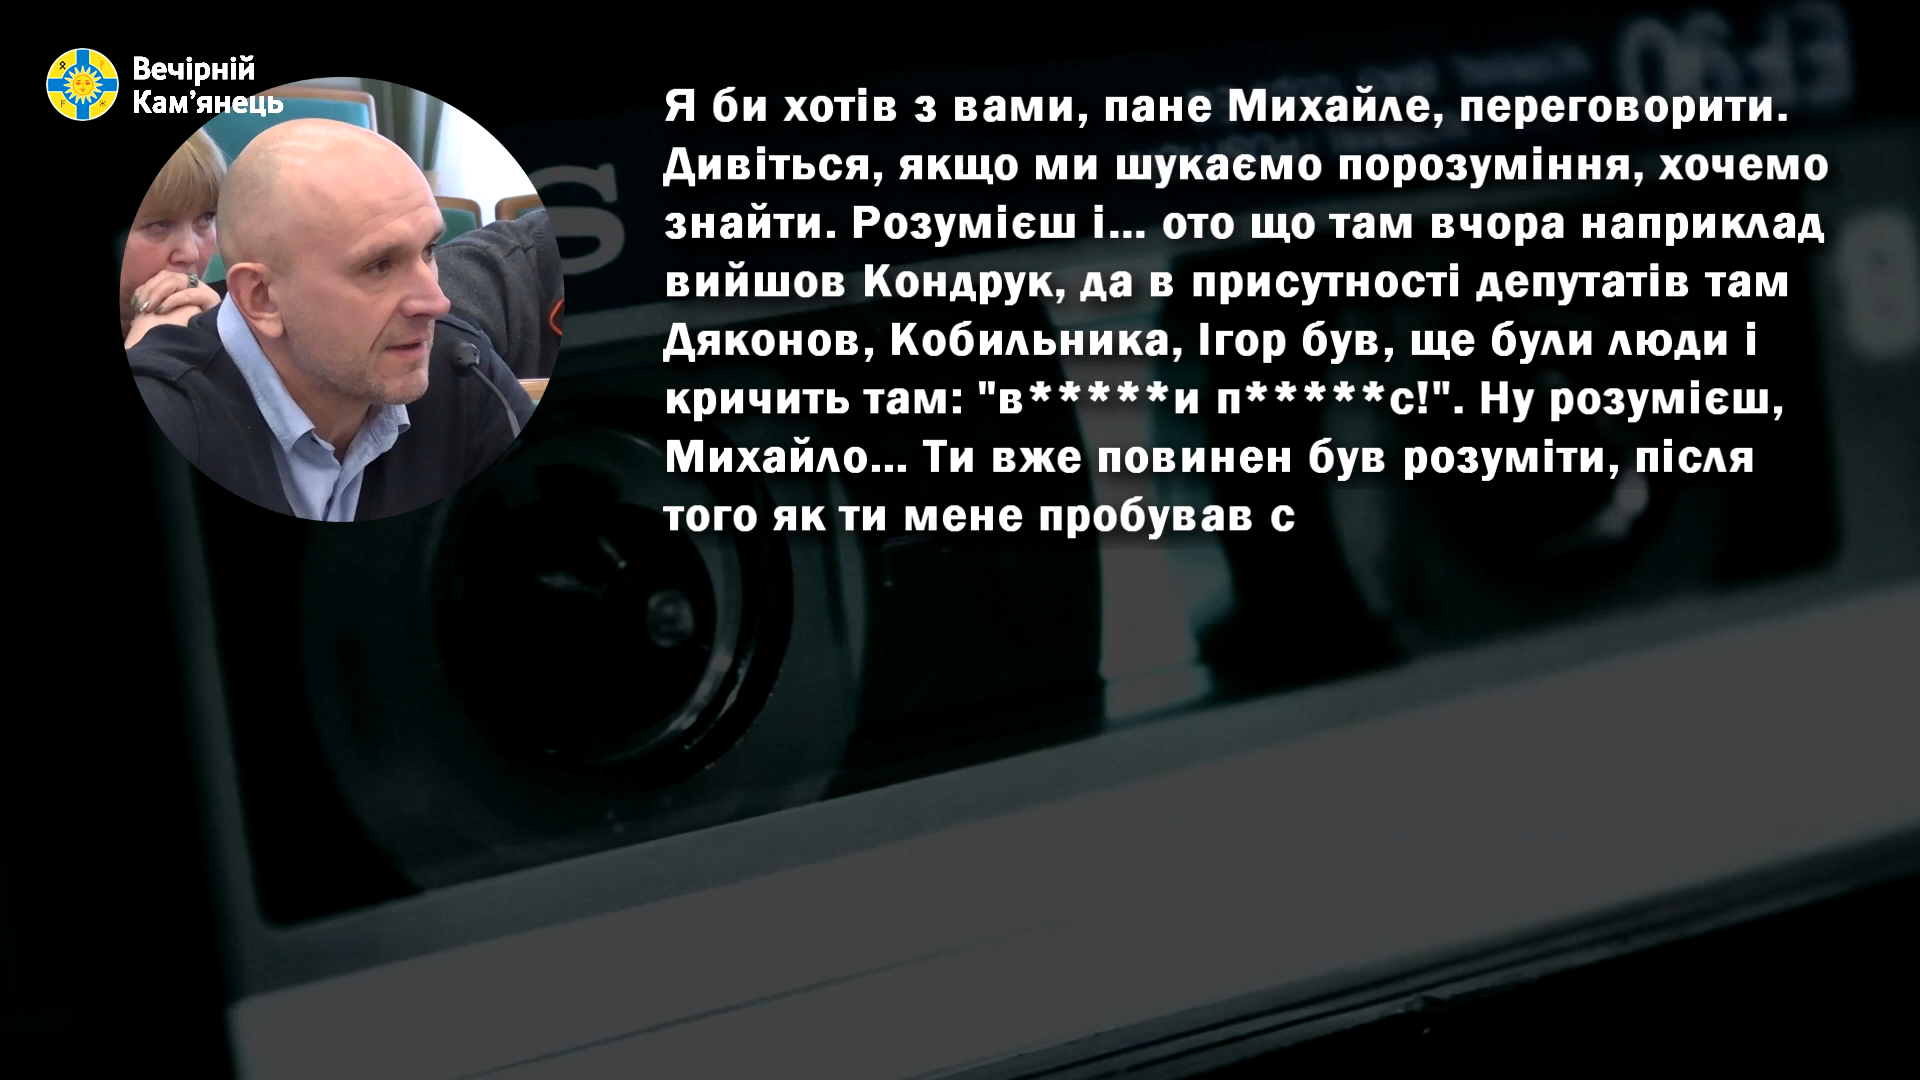 Вечірній
Кам’янець
Я би хотів з вами, пане Михайле, переговорити.
Дивіться, якщо ми шукаємо порозуміння, хочемо
знайти. Розумієш і... ото що там вчора наприклад
вийшов Кондрук, да в присутності депутатів там
Дяконов, Кобильника, Ігор був, ще були люди і
кричить там: "в*****и п*****с!". Ну розумієш,
Михайло... Ти вже повинен був розуміти, після
того як ти мене пробував с